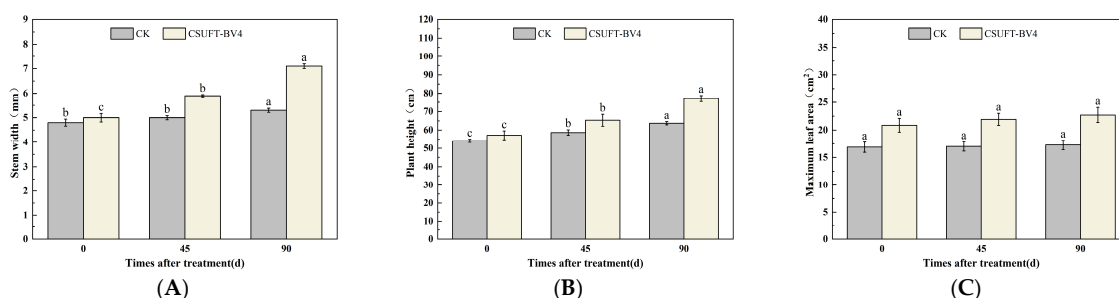 CK CSUFT-BV4
9
8
7
6
5
4
3
2
1
0
Stem width（mm）
b c b b a a
0 45 90
Times after treatment(d)
(A)
CK CSUFT-BV4
120
110
100
90
80
70
60
50
40
30
20
10
0
Plant height（cm）
c c b b a a
0 45 90
Times after treatment(d)
(B)
CK CSUFT-BV4
40
35
30
25
20
15
10
5
0
Maximum leaf area（cm²）
a a a a a a
0 45 90
Times after treatment(d)
(C)